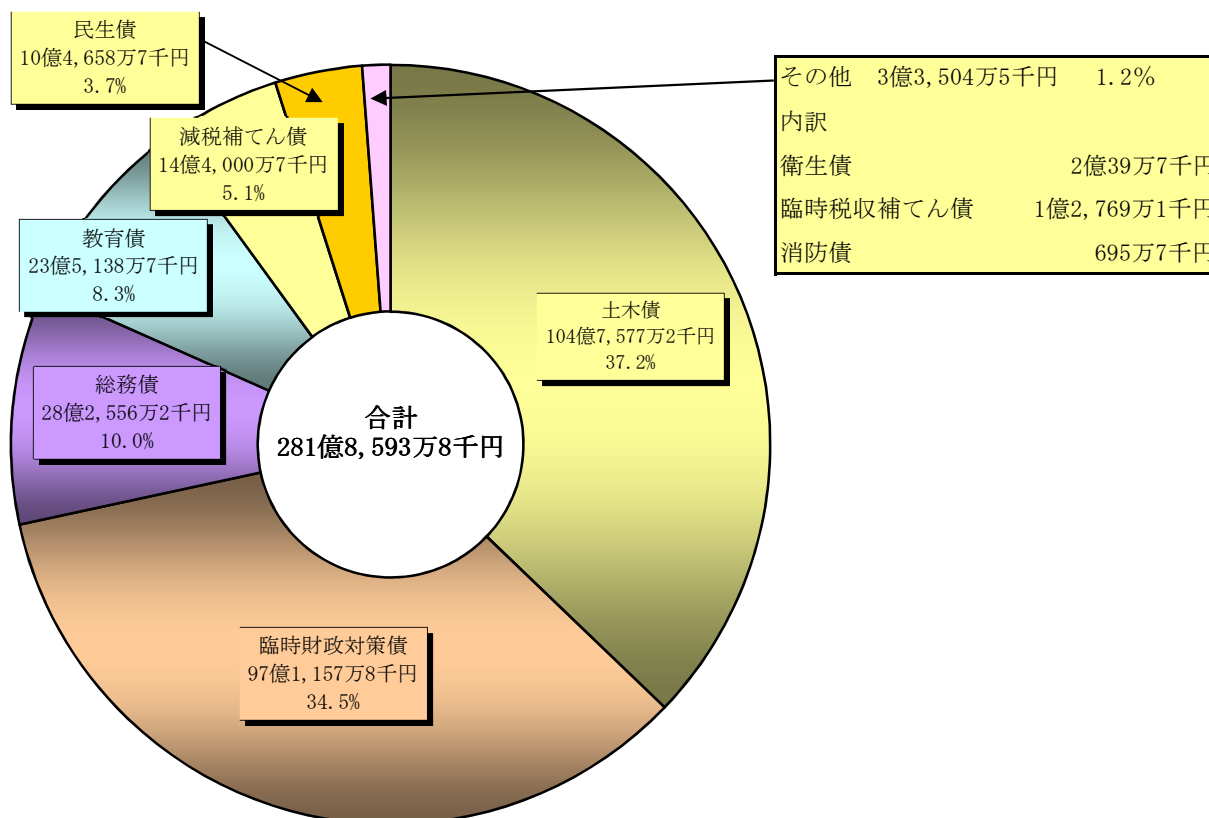 民生債
10億4,658万7千円
3.7%
減税補てん債
14億4,000万7千円
5.1%
教育債
23億5,138万7千円
8.3%
総務債
28億2,556万2千円
10.0%
合計
281億8,593万8千円
土木債
104億7,577万2千円
37.2%
臨時財政対策債
97億1,157万8千円
34.5%
その他 3億3,504万5千円 1.2%
内訳
衛生債 2億39万7千円
臨時税収補てん債 1億2,769万1千円
消防債 695万7千円